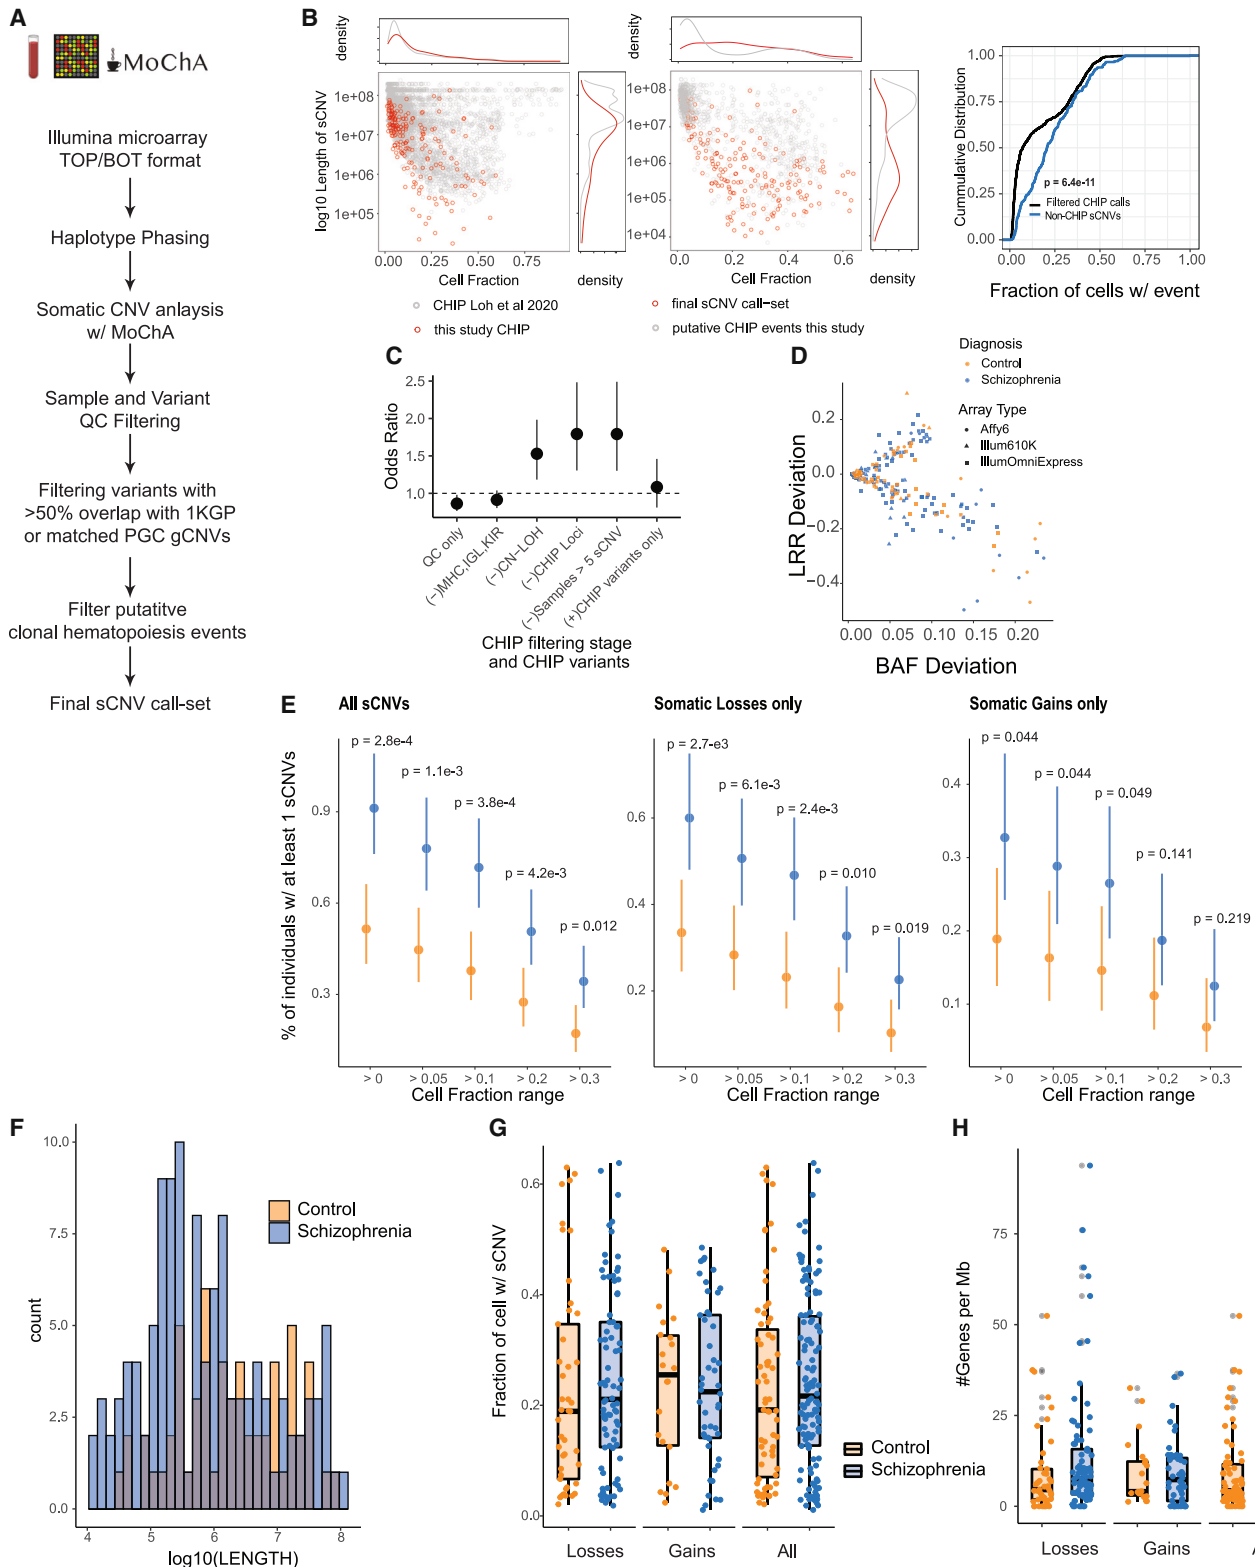 A
MoChA
Illumina microarray
TOP/BOT format
Haplotype Phasing
Somatic CNV anlaysis
w/ MoChA
Sample and Variant
QC Filtering
Filtering variants with
>50% overlap with 1KGP
or matched PGC gCNVs
Filter putatitve
clonal hematopoiesis events
Final sCNV call-set
B
density
log10 Length of sCNV
1e+08
1e+07
1e+06
1e+05
0.00
0.25
0.50
0.75
Cell Fraction
density
CHIP Loh et al 2020
this study CHIP
density
1e+08
1e+07
1e+06
1e+05
1e+04
0.0
0.2
0.4
0.6
Cell Fraction
density
final sCNV call-set
putative CHIP events this study
Cummulative Distribution
1.00
0.75
0.50
0.25
0.00
p = 6.4e-11
Filtered CHIP calls
Non-CHIP sCNVs
0.00
0.25
0.50
0.75
1.00
Fraction of cells w/ event
C
Odds Ratio
2.5
2.0
1.5
1.0
QC only
(-)MHC,IGL,KIR
(-)CN-LOH
(-)CHIP Loci
(-)Samples > 5 sCNV
(+)CHIP variants only
CHIP filtering stage
and CHIP variants
D
Diagnosis
Control
Schizophrenia
Array Type
Affy6
Illum610K
IllumOmniExpress
LRR Deviation
0.2
0.0
-0.2
-0.4
0.00
0.05
0.10
0.15
0.20
BAF Deviation
E
% of individuals w/ at least 1 sCNVs
All sCNVs
p = 2.8e-4
p = 1.1e-3
p = 3.8e-4
p = 4.2e-3
p = 0.012
0.9
0.6
0.3
> 0
> 0.05
> 0.1
> 0.2
> 0.3
Cell Fraction range
Somatic Losses only
p = 2.7-e3
p = 6.1e-3
p = 2.4e-3
p = 0.010
p = 0.019
0.6
0.4
0.2
> 0
> 0.05
> 0.1
> 0.2
> 0.3
Cell Fraction range
Somatic Gains only
p = 0.044
p = 0.044
p = 0.049
p = 0.141
p = 0.219
0.4
0.3
0.2
0.1
> 0
> 0.05
> 0.1
> 0.2
> 0.3
Cell Fraction range
F
count
10.0
7.5
5.0
2.5
0.0
Control
Schizophrenia
4
5
6
7
8
log10(LENGTH)
G
Fraction of cell w/ sCNV
0.6
0.4
0.2
0.0
Losses
Gains
All
Control
Schizophrenia
H
#Genes per Mb
75
50
25
0
Losses
Gains